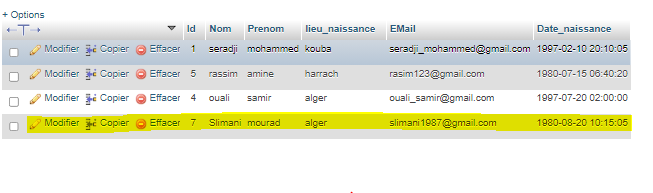 + Options
Id Nom Prenom lieu_naissance EMail Date_naissance
Modifier Copier Effacer 1 seradji mohammed kouba seradji_mohammed@gmail.com 1997-02-10 20:10:05
Modifier Copier Effacer 5 rassim amine harrach rasim123@gmail.com 1980-07-15 06:40:20
Modifier Copier Effacer 4 ouali samir alger ouali_samir@gmail.com 1997-07-20 02:00:00
Modifier Copier Effacer 7 Slimani mourad alger slimani1987@gmail.com 1980-08-20 10:15:05